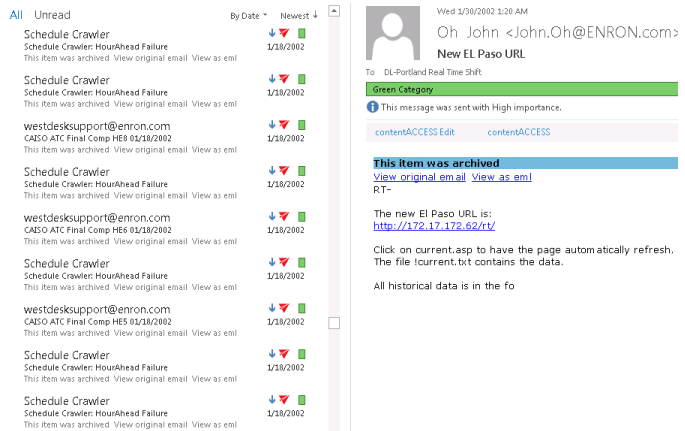 All Unread By Date Newest
Schedule Crawler
Schedule Crawler: HourAhead Failure 1/18/2002
This item was archived View original email View as eml
Schedule Crawler
Schedule Crawler: HourAhead Failure 1/18/2002
This item was archived View original email View as eml
westdesksupport@enron.com
CAISO ATC Final Comp HE8 01/18/2002 1/18/2002
This item was archived View original email View as eml
Schedule Crawler
Schedule Crawler: HourAhead Failure 1/18/2002
This item was archived View original email View as eml
westdesksupport@enron.com
CAISO ATC Final Comp HE6 01/18/2002 1/18/2002
This item was archived View original email View as eml
Schedule Crawler
Schedule Crawler: HourAhead Failure 1/18/2002
This item was archived View original email View as eml
westdesksupport@enron.com
CAISO ATC Final Comp HE5 01/18/2002 1/18/2002
This item was archived View original email View as eml
Schedule Crawler
Schedule Crawler: HourAhead Failure 1/18/2002
This item was archived View original email View as eml
Schedule Crawler
Schedule Crawler: HourAhead Failure 1/18/2002
This item was archived View original email View as eml
Wed 1/30/2002 1:20 AM
Oh John <John.Oh@ENRON.com>
New EL Paso URL
To DL-Portland Real Time Shift
Green Category
This message was sent with High importance.
contentACCESS Edit contentACCESS
This item was archived
View original email View as eml
RT-
The new El Paso URL is:
http://172.17.172.62/rt/
Click on current.asp to have the page automatically refresh.
The file !current.txt contains the data.
All historical data is in the fo